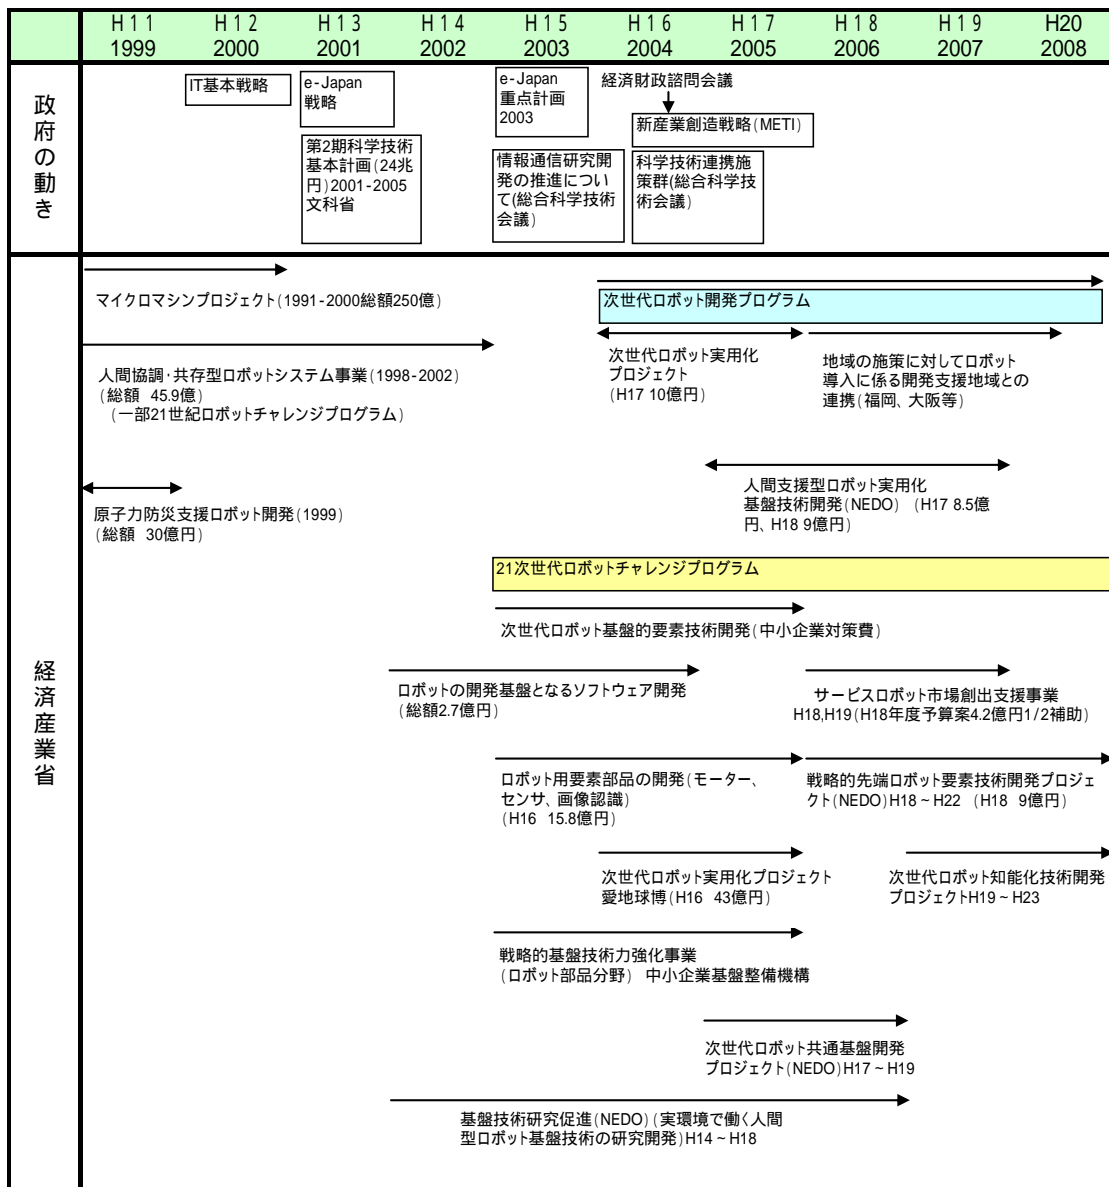 H11 H12 H13 H14 H15 H16 H17 H18 H19 H20
1999 2000 2001 2002 2003 2004 2005 2006 2007 2008
政府の動き
IT基本戦略
e-Japan
戦略
第2期科学技術
基本計画(24兆
円)2001-2005
文科省
e-Japan
重点計画
2003
情報通信研究開
発の推進につい
て(総合科学技術
会議)
経済財政諮問会議
新産業創造戦略(METI)
科学技術連携施
策群(総合科学技
術会議)
経済産業省
マイクロマシンプロジェクト(1991-2000総額250億)
次世代ロボット開発プログラム
人間協調・共存型ロボットシステム事業(1998-2002)
(総額 45.9億)
(一部21世紀ロボットチャレンジプログラム)
次世代ロボット実用化
プロジェクト
(H17 10億円)
地域の施策に対してロボット
導入に係る開発支援地域との
連携(福岡、大阪等)
原子力防災支援ロボット開発(1999)
(総額 30億円)
人間支援型ロボット実用化
基盤技術開発(NEDO) (H17 8.5億
円、H18 9億円)
21次世代ロボットチャレンジプログラム
次世代ロボット基盤的要素技術開発(中小企業対策費)
ロボットの開発基盤となるソフトウェア開発
(総額2.7億円)
サービスロボット市場創出支援事業
H18,H19(H18年度予算案4.2億円1/2補助)
ロボット用要素部品の開発(モーター、
センサ、画像認識)
(H16 15.8億円)
戦略的先端ロボット要素技術開発プロジェ
クト(NEDO)H18~H22 (H18 9億円)
次世代ロボット実用化プロジェクト
愛地球博(H16 43億円)
次世代ロボット知能化技術開発
プロジェクトH19~H23
戦略的基盤技術力強化事業
(ロボット部品分野) 中小企業基盤整備機構
次世代ロボット共通基盤開発
プロジェクト(NEDO)H17~H19
基盤技術研究促進(NEDO)(実環境で働く人間
型ロボット基盤技術の研究開発)H14~H18